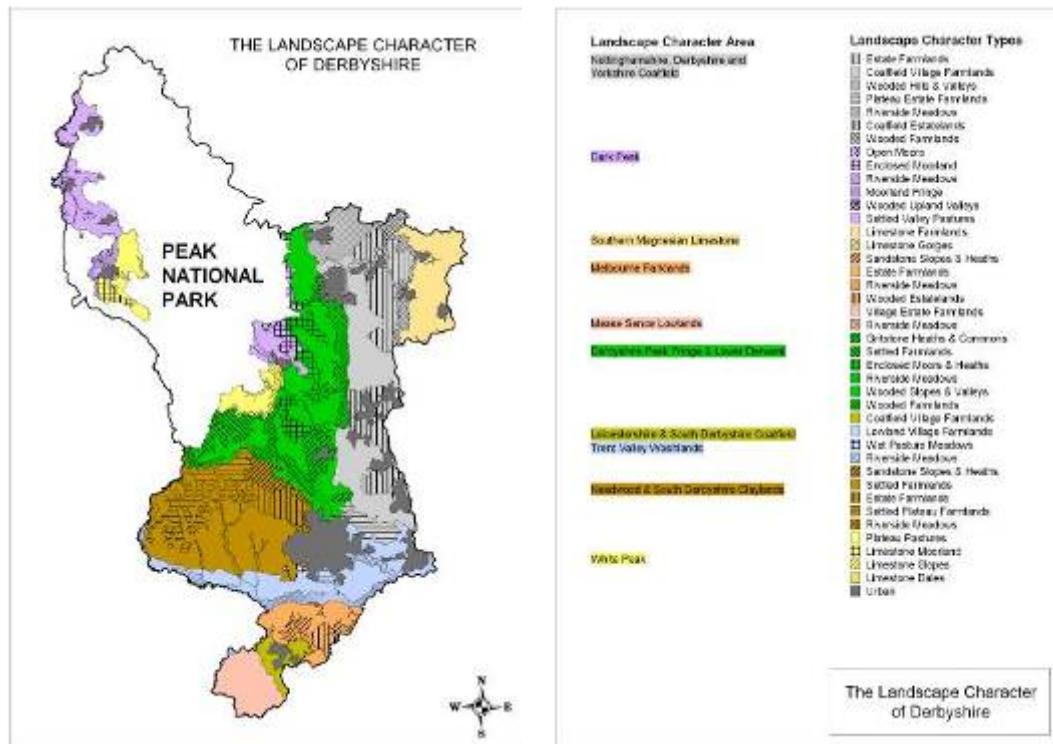 THE LANDSCAPE CHARACTER
OF DERBYSHIRE
PEAK
NATIONAL
PARK
N
W E
S
Landscape Character Area
Nottinghamshire, Derbyshire and
Yorkshire Coalfield
Dark Peak
Southern Magnesian Limestone
Melbourne Parklands
Mease Sence Lowlands
Derbyshire Peak Fringe & Lower Derwent
Leicestershire & South Derbyshire Coalfield
Trent Valley Washlands
Needwood & South Derbyshire Claylands
White Peak
Landscape Character Types
Estate Farmlands
Coalfield Village Farmlands
Wooded Hills & Valleys
Plateau Estate Farmlands
Riverside Meadows
Coalfield Estatelands
Wooded Farmlands
Open Moors
Enclosed Moorland
Riverside Meadows
Moorland Fringe
Wooded Upland Valleys
Settled Valley Pastures
Limestone Farmlands
Limestone Gorges
Sandstone Slopes & Heaths
Estate Farmlands
Riverside Meadows
Wooded Estatelands
Village Estate Farmlands
Riverside Meadows
Gritstone Heaths & Commons
Settled Farmlands
Enclosed Moors & Heaths
Riverside Meadows
Wooded Slopes & Valleys
Wooded Farmlands
Coalfield Village Farmlands
Lowland Village Farmlands
Wet Pasture Meadows
Riverside Meadows
Sandstone Slopes & Heaths
Settled Farmlands
Estate Farmlands
Settled Plateau Farmlands
Riverside Meadows
Plateau Pastures
Limestone Moorland
Limestone Slopes
Limestone Dales
Urban
The Landscape Character
of Derbyshire